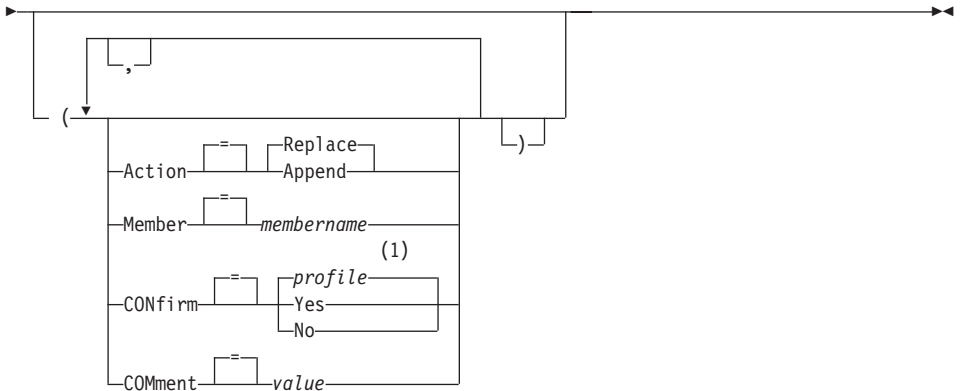 ,
( )
= Replace
Action Append
=
Member membername
(1)
= profile
CONfirm Yes
No
=
COMment value